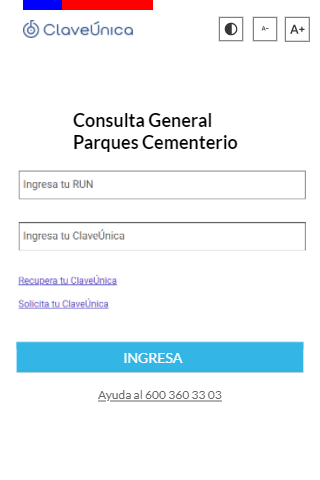 ClaveÚnica
A-
A+
Consulta General
Parques Cementerio
Ingresa tu RUN
Ingresa tu ClaveÚnica
Recupera tu ClaveÚnica
Solicita tu ClaveÚnica
INGRESA
Ayuda al 600 360 33 03